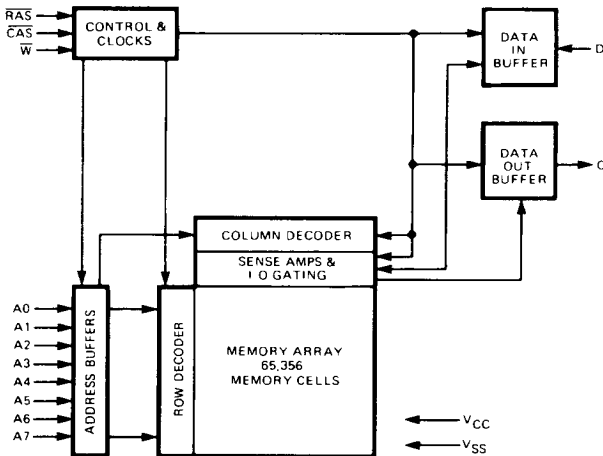 RAS
CAS
W
CONTROL &
CLOCKS
DATA
IN
BUFFER
D
DATA
OUT
BUFFER
Q
COLUMN DECODER
SENSE AMPS &
I O GATING
A0
A1
A2
A3
A4
A5
A6
A7
ADDRESS BUFFERS
ROW DECODER
MEMORY ARRAY
65,356
MEMORY CELLS
VCC
VSS